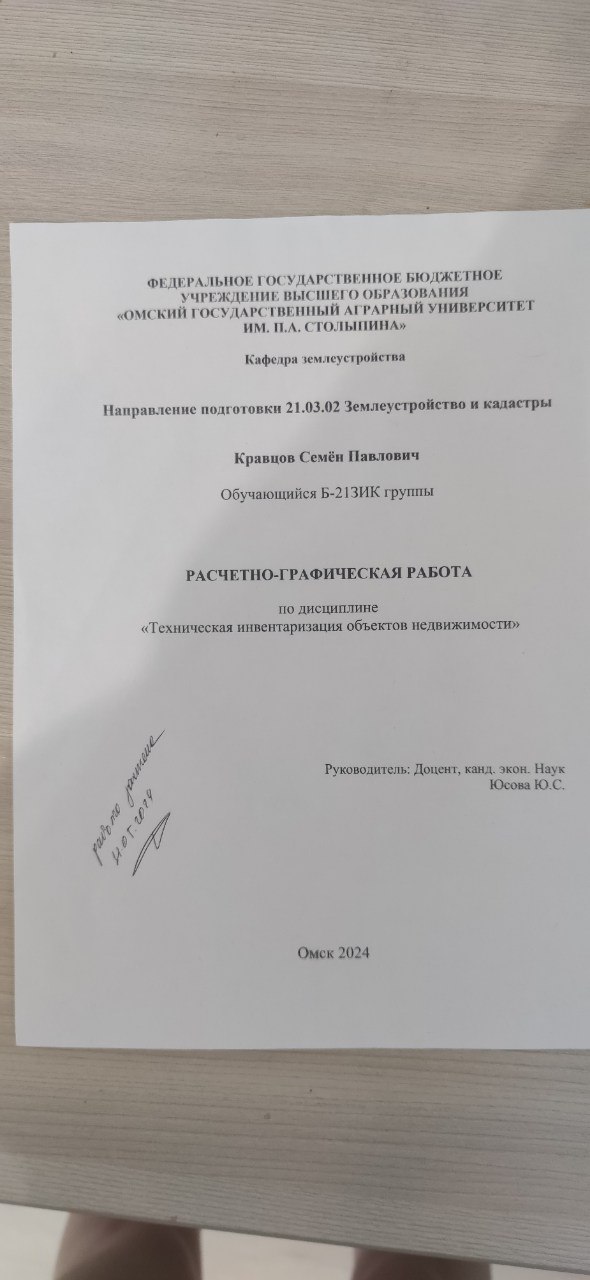 ФЕДЕРАЛЬНОЕ ГОСУДАРСТВЕННОЕ БЮДЖЕТНОЕ
УЧРЕЖДЕНИЕ ВЫСШЕГО ОБРАЗОВАНИЯ
«ОМСКИЙ ГОСУДАРСТВЕННЫЙ АГРАРНЫЙ УНИВЕРСИТЕТ
ИМ. П.А. СТОЛЫПИНА»
Кафедра землеустройства
Направление подготовки 21.03.02 Землеустройство и кадастры
Кравцов Семён Павлович
Обучающийся Б-21ЗИК группы
РАСЧЕТНО-ГРАФИЧЕСКАЯ РАБОТА
по дисциплине
«Техническая инвентаризация объектов недвижимости»
Руководитель: Доцент, канд. экон. Наук
Юсова Ю.С.
работа зачтена
Омск 2024